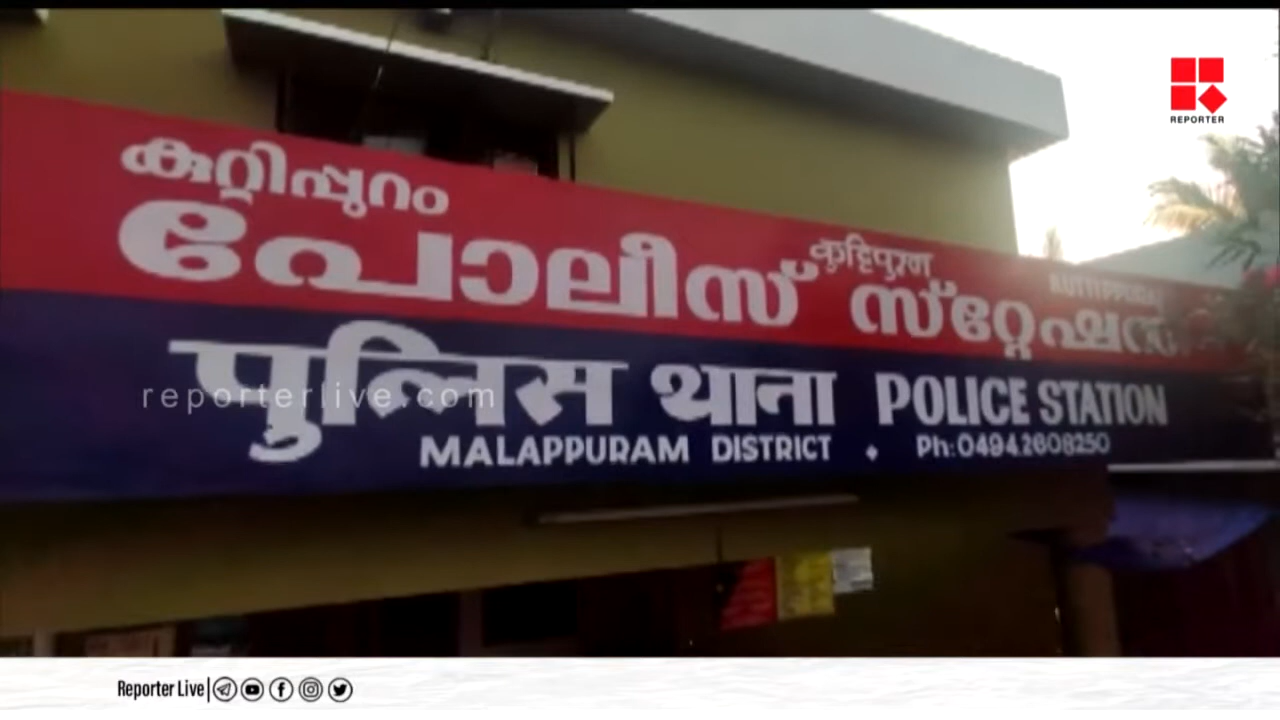 REPORTER
കുറ്റിപ്പുറം
പോലീസ് സ്റ്റേഷൻ
कुट्टिपुरम
KUTTIPPURAM
पुलिस थाना POLICE STATION
reporterlive.com
MALAPPURAM DISTRICT ◆ Ph:0494.2608250
Reporter Live